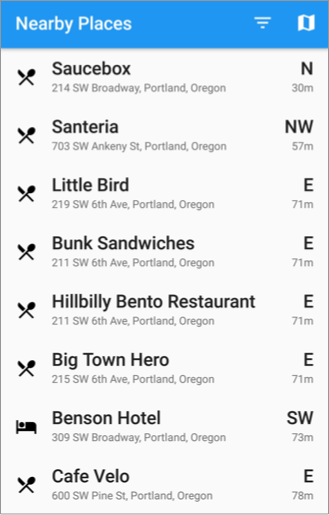 Nearby Places
Saucebox N
214 SW Broadway, Portland, Oregon 30m
Santeria NW
703 SW Ankeny St, Portland, Oregon 57m
Little Bird E
219 SW 6th Ave, Portland, Oregon 71m
Bunk Sandwiches E
211 SW 6th Ave, Portland, Oregon 71m
Hillbilly Bento Restaurant E
211 SW 6th Ave, Portland, Oregon 71m
Big Town Hero E
215 SW 6th Ave, Portland, Oregon 71m
Benson Hotel SW
309 SW Broadway, Portland, Oregon 73m
Cafe Velo E
600 SW Pine St, Portland, Oregon 78m